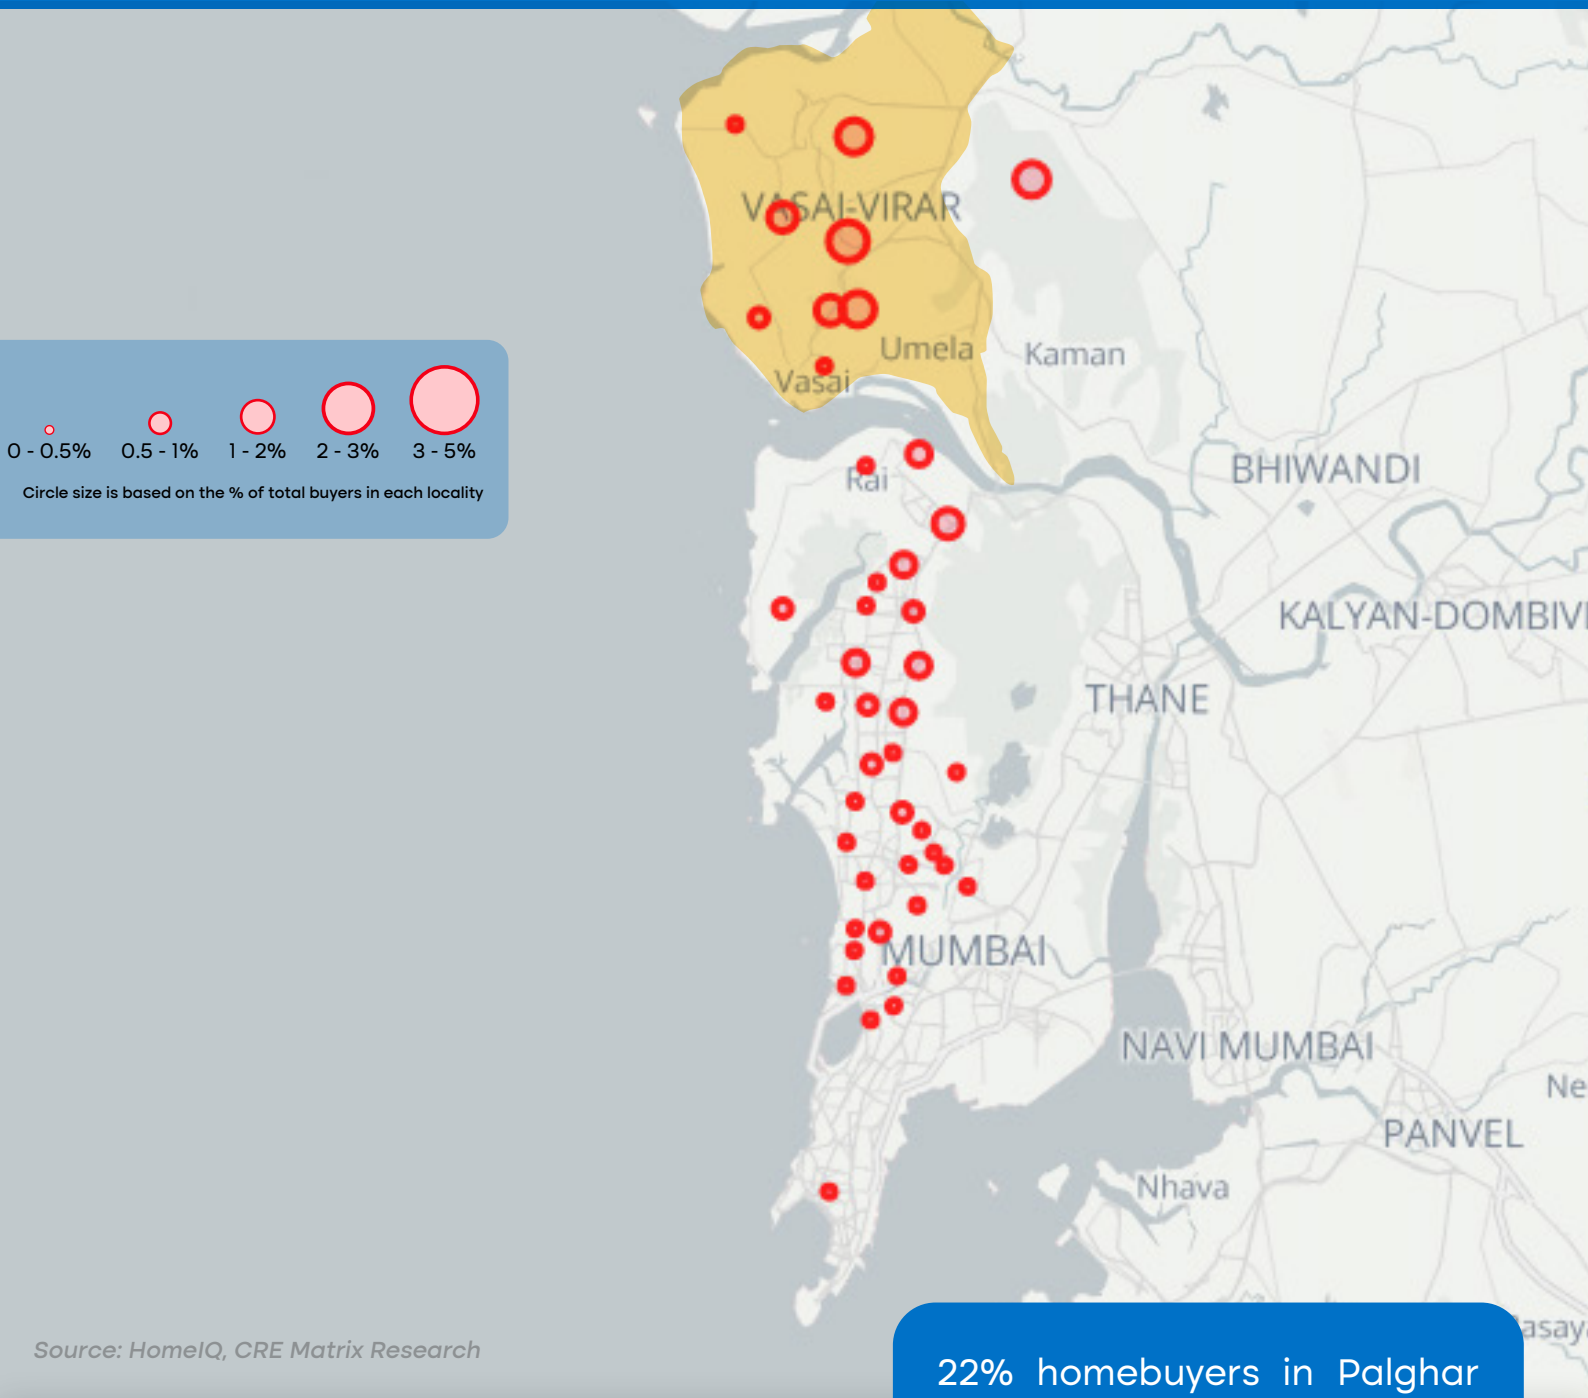 VASAI-VIRAR
Umela
Kaman
Vasai
0 - 0.5%
0.5 - 1%
1 - 2%
2 - 3%
3 - 5%
Circle size is based on the % of total buyers in each locality
Rai
BHIWANDI
KALYAN-DOMBIV
THANE
MUMBAI
NAVI MUMBAI
Ne
PANVEL
Nhava
asay
Source: HomeIQ, CRE Matrix Research
22% homebuyers in Palghar